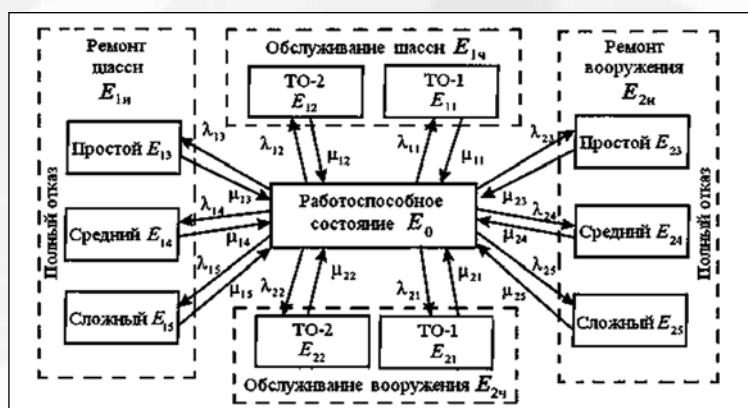 Ремонт
шасси
E₁и
Полный отказ
Простой E₁₃
Средний E₁₄
Сложный E₁₅
Обслуживание шасси E₁ч
ТО-2
E₁₂
ТО-1
E₁₁
Ремонт
вооружения
E₂н
Простой E₂₃
Средний E₂₄
Сложный E₂₅
Полный отказ
λ₁₃
μ₁₃
λ₁₄
μ₁₄
λ₁₅
μ₁₅
λ₁₂
μ₁₂
λ₁₁
μ₁₁
λ₂₃
μ₂₃
λ₂₄
μ₂₄
λ₂₅
μ₂₅
Работоспособное
состояние E₀
λ₂₂
μ₂₂
λ₂₁
μ₂₁
ТО-2
E₂₂
ТО-1
E₂₁
Обслуживание вооружения E₂ч